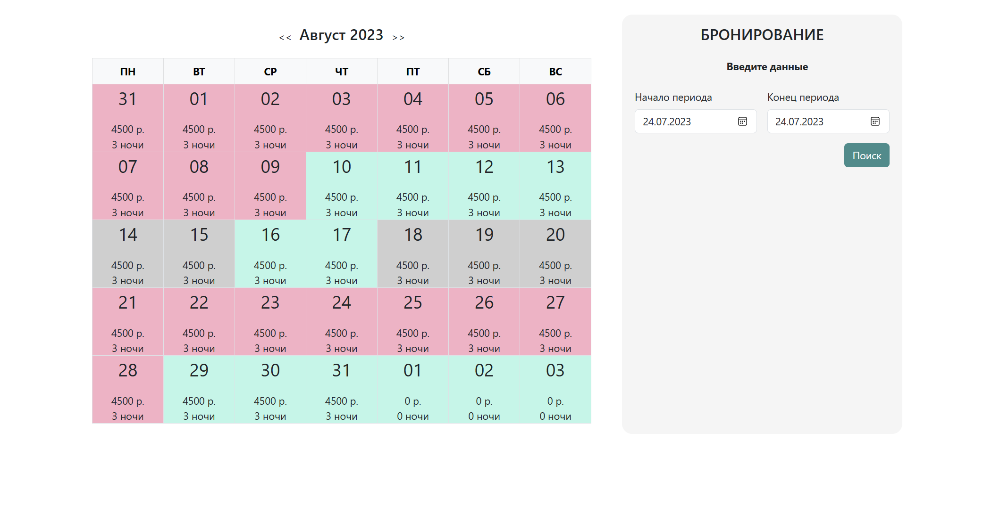 << Август 2023 >>
ПН ВТ СР ЧТ ПТ СБ ВС
31 01 02 03 04 05 06
4500 р. 4500 р. 4500 р. 4500 р. 4500 р. 4500 р. 4500 р.
3 ночи 3 ночи 3 ночи 3 ночи 3 ночи 3 ночи 3 ночи
07 08 09 10 11 12 13
4500 р. 4500 р. 4500 р. 4500 р. 4500 р. 4500 р. 4500 р.
3 ночи 3 ночи 3 ночи 3 ночи 3 ночи 3 ночи 3 ночи
14 15 16 17 18 19 20
4500 р. 4500 р. 4500 р. 4500 р. 4500 р. 4500 р. 4500 р.
3 ночи 3 ночи 3 ночи 3 ночи 3 ночи 3 ночи 3 ночи
21 22 23 24 25 26 27
4500 р. 4500 р. 4500 р. 4500 р. 4500 р. 4500 р. 4500 р.
3 ночи 3 ночи 3 ночи 3 ночи 3 ночи 3 ночи 3 ночи
28 29 30 31 01 02 03
4500 р. 4500 р. 4500 р. 4500 р. 0 р. 0 р. 0 р.
3 ночи 3 ночи 3 ночи 3 ночи 0 ночи 0 ночи 0 ночи
БРОНИРОВАНИЕ
Введите данные
Начало периода Конец периода
24.07.2023 24.07.2023
Поиск